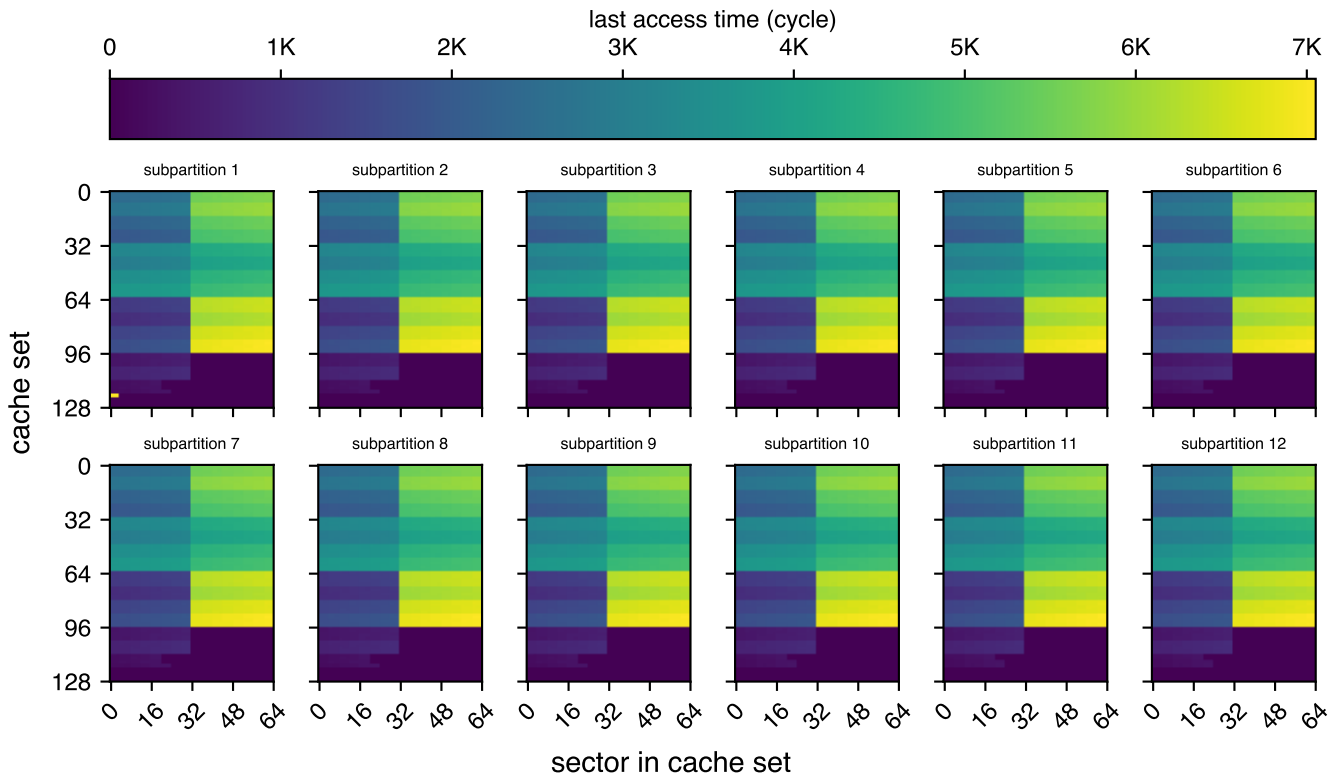 last access time (cycle)
0 1K 2K 3K 4K 5K 6K 7K
subpartition 1 subpartition 2 subpartition 3 subpartition 4 subpartition 5 subpartition 6
0
32
64
96
128
subpartition 7 subpartition 8 subpartition 9 subpartition 10 subpartition 11 subpartition 12
0
32
64
96
128
cache set
0 16 32 48 64 0 16 32 48 64 0 16 32 48 64 0 16 32 48 64 0 16 32 48 64 0 16 32 48 64
sector in cache set